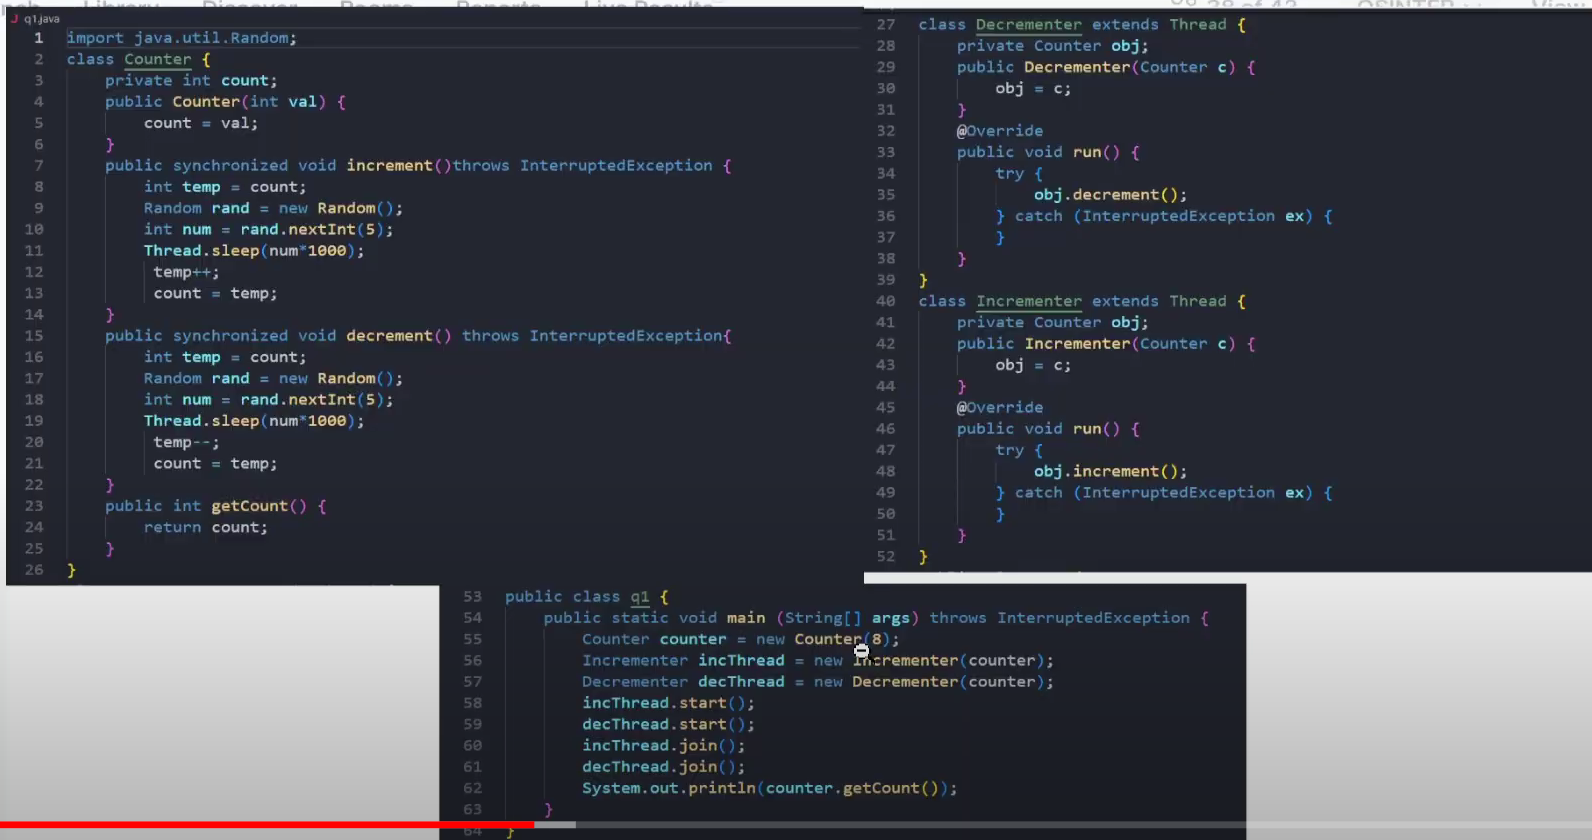 q1.java
1 import java.util.Random;
2 class Counter {
3 private int count;
4 public Counter(int val) {
5 count = val;
6 }
7 public synchronized void increment()throws InterruptedException {
8 int temp = count;
9 Random rand = new Random();
10 int num = rand.nextInt(5);
11 Thread.sleep(num*1000);
12 temp++;
13 count = temp;
14 }
15 public synchronized void decrement() throws InterruptedException{
16 int temp = count;
17 Random rand = new Random();
18 int num = rand.nextInt(5);
19 Thread.sleep(num*1000);
20 temp--;
21 count = temp;
22 }
23 public int getCount() {
24 return count;
25 }
26 }
27 class Decrementer extends Thread {
28 private Counter obj;
29 public Decrementer(Counter c) {
30 obj = c;
31 }
32 @Override
33 public void run() {
34 try {
35 obj.decrement();
36 } catch (InterruptedException ex) {
37 }
38 }
39 }
40 class Incrementer extends Thread {
41 private Counter obj;
42 public Incrementer(Counter c) {
43 obj = c;
44 }
45 @Override
46 public void run() {
47 try {
48 obj.increment();
49 } catch (InterruptedException ex) {
50 }
51 }
52 }
53 public class q1 {
54 public static void main (String[] args) throws InterruptedException {
55 Counter counter = new Counter(8);
56 Incrementer incThread = new Incrementer(counter);
57 Decrementer decThread = new Decrementer(counter);
58 incThread.start();
59 decThread.start();
60 incThread.join();
61 decThread.join();
62 System.out.println(counter.getCount());
63 }
64 }